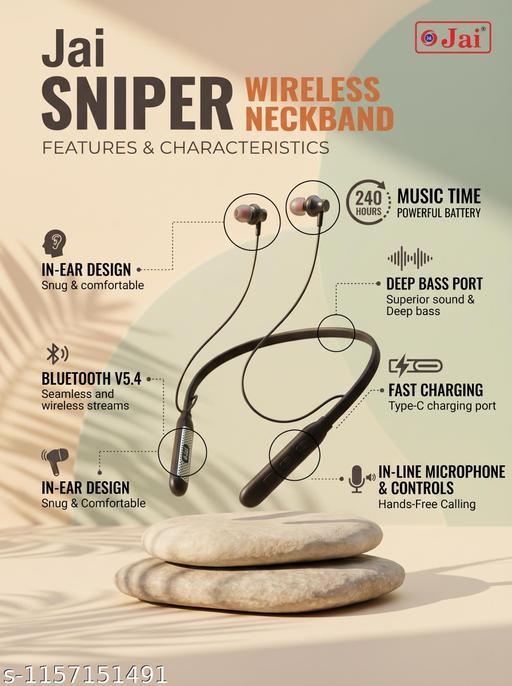 Jai
SNIPER WIRELESS NECKBAND
FEATURES & CHARACTERISTICS
Jai®
240 HOURS
MUSIC TIME
POWERFUL BATTERY
IN-EAR DESIGN
Snug & comfortable
DEEP BASS PORT
Superior sound &
Deep bass
BLUETOOTH V5.4
Seamless and
wireless streams
FAST CHARGING
Type-C charging port
IN-EAR DESIGN
Snug & Comfortable
IN-LINE MICROPHONE
& CONTROLS
Hands-Free Calling
s-1157151491